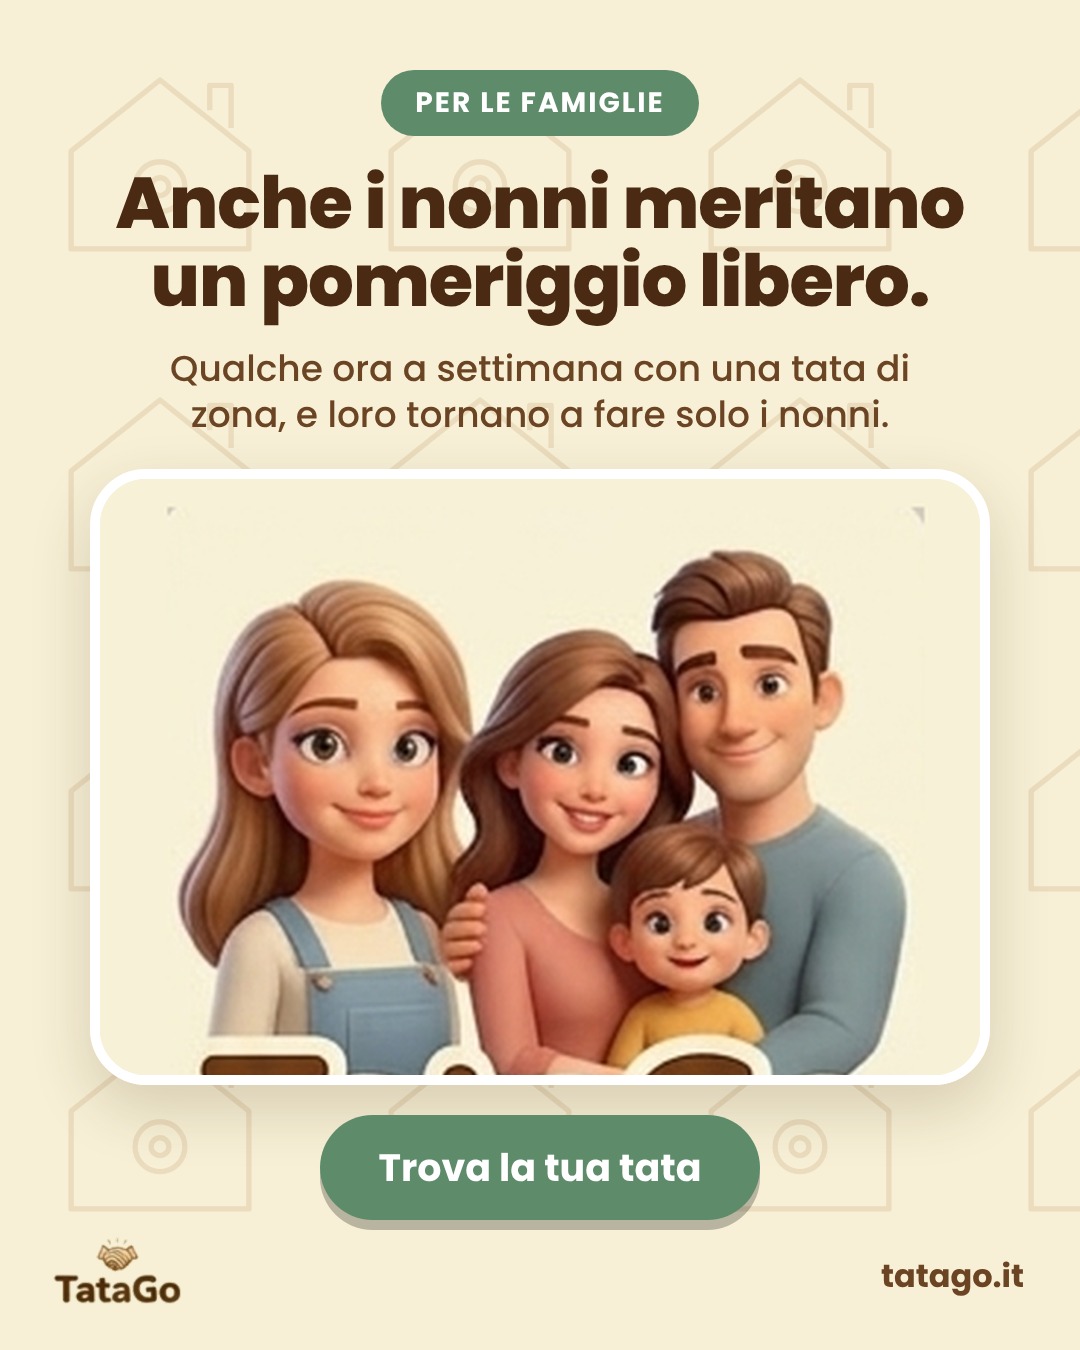 PER LE FAMIGLIE
Anche i nonni meritano
un pomeriggio libero.
Qualche ora a settimana con una tata di
zona, e loro tornano a fare solo i nonni.
Trova la tua tata
TataGo
tatago.it